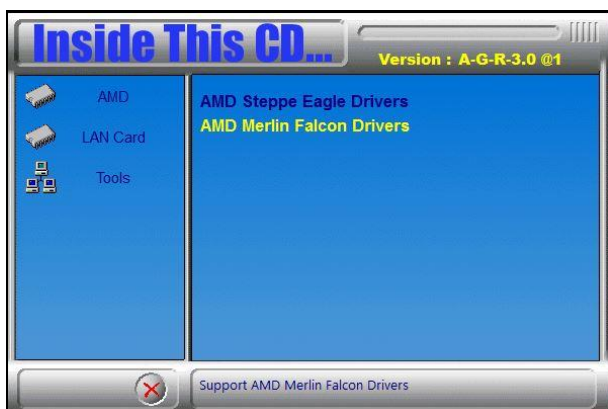 Inside This CD...
Version : A-G-R-3.0 @1
AMD
LAN Card
Tools
AMD Steppe Eagle Drivers
AMD Merlin Falcon Drivers
Support AMD Merlin Falcon Drivers